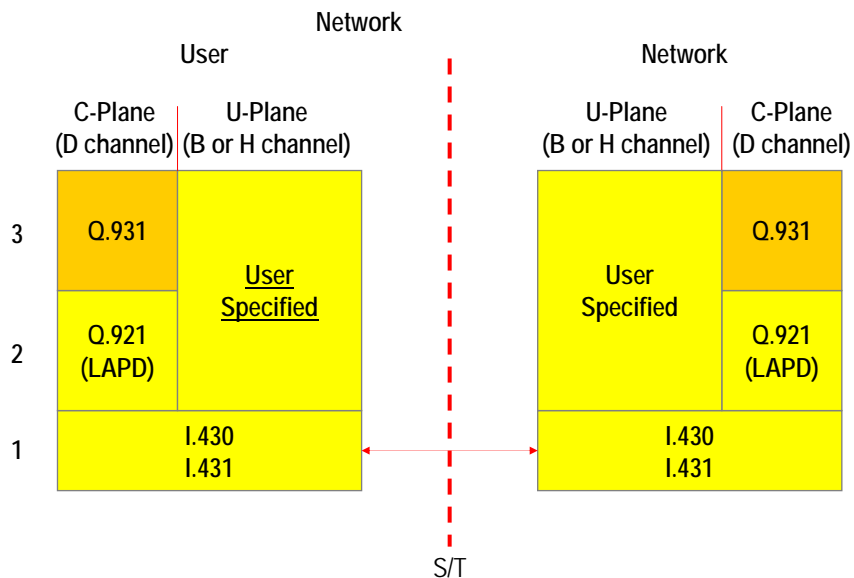 Network
User
Network
C-Plane
(D channel)
U-Plane
(B or H channel)
U-Plane
(B or H channel)
C-Plane
(D channel)
3
Q.931
User
Specified
User
Specified
Q.931
2
Q.921
(LAPD)
Q.921
(LAPD)
1
I.430
I.431
I.430
I.431
S/T